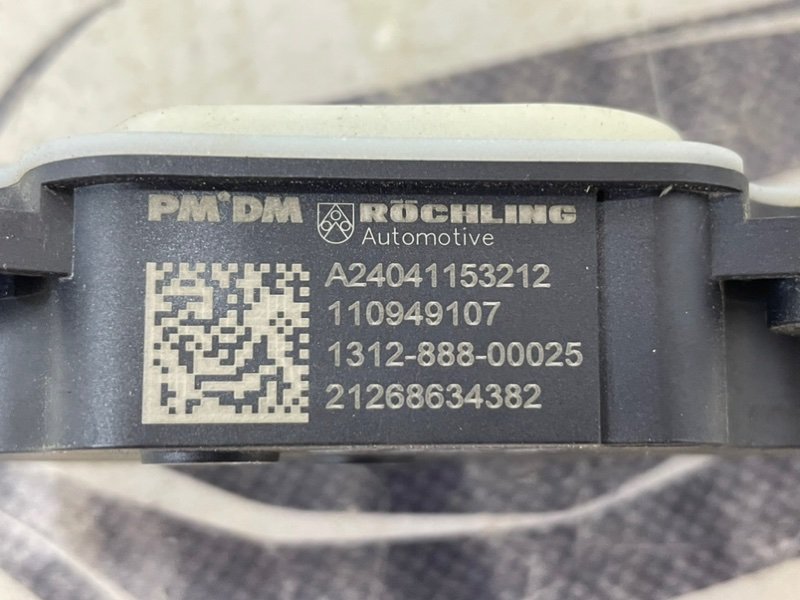 PM°DM RÖCHLING
Automotive
A24041153212
110949107
1312-888-00025
21268634382